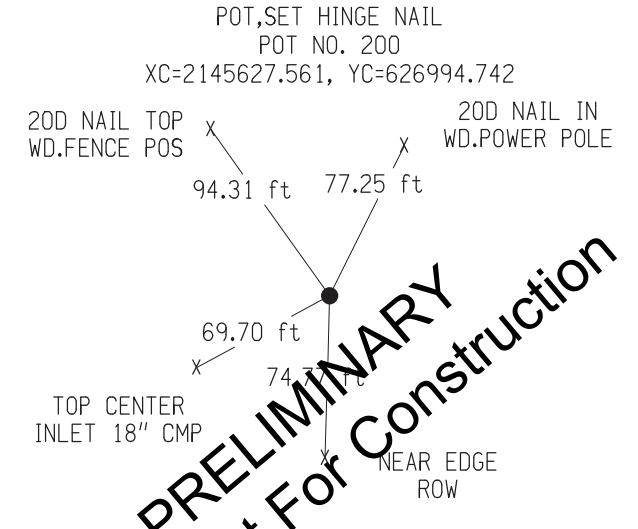 POT,SET HINGE NAIL
POT NO. 200
XC=2145627.561, YC=626994.742
20D NAIL TOP
WD.FENCE POS
20D NAIL IN
WD.POWER POLE
94.31 ft
77.25 ft
69.70 ft
ft
TOP CENTER
INLET 18" CMP
NEAR EDGE
ROW
PRELIMINARY
For Construction